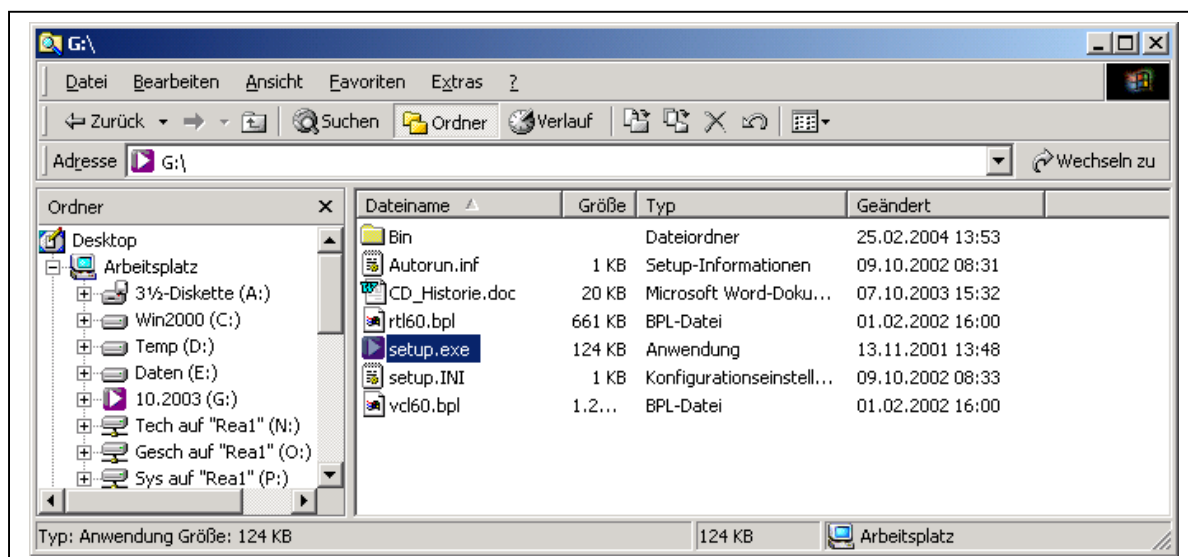 G:\
Datei Bearbeiten Ansicht Favoriten Extras ?
Zurück Suchen Ordner Verlauf
Adresse G:\ Wechseln zu
Ordner
Desktop
Arbeitsplatz
3½-Diskette (A:)
Win2000 (C:)
Temp (D:)
Daten (E:)
10.2003 (G:)
Tech auf "Rea1" (N:)
Gesch auf "Rea1" (O:)
Sys auf "Rea1" (P:)
Dateiname Größe Typ Geändert
Bin Dateiordner 25.02.2004 13:53
Autorun.inf 1 KB Setup-Informationen 09.10.2002 08:31
CD_Historie.doc 20 KB Microsoft Word-Doku... 07.10.2003 15:32
rtl60.bpl 661 KB BPL-Datei 01.02.2002 16:00
setup.exe 124 KB Anwendung 13.11.2001 13:48
setup.INI 1 KB Konfigurationseinstell... 09.10.2002 08:33
vcl60.bpl 1.2... BPL-Datei 01.02.2002 16:00
Typ: Anwendung Größe: 124 KB 124 KB Arbeitsplatz